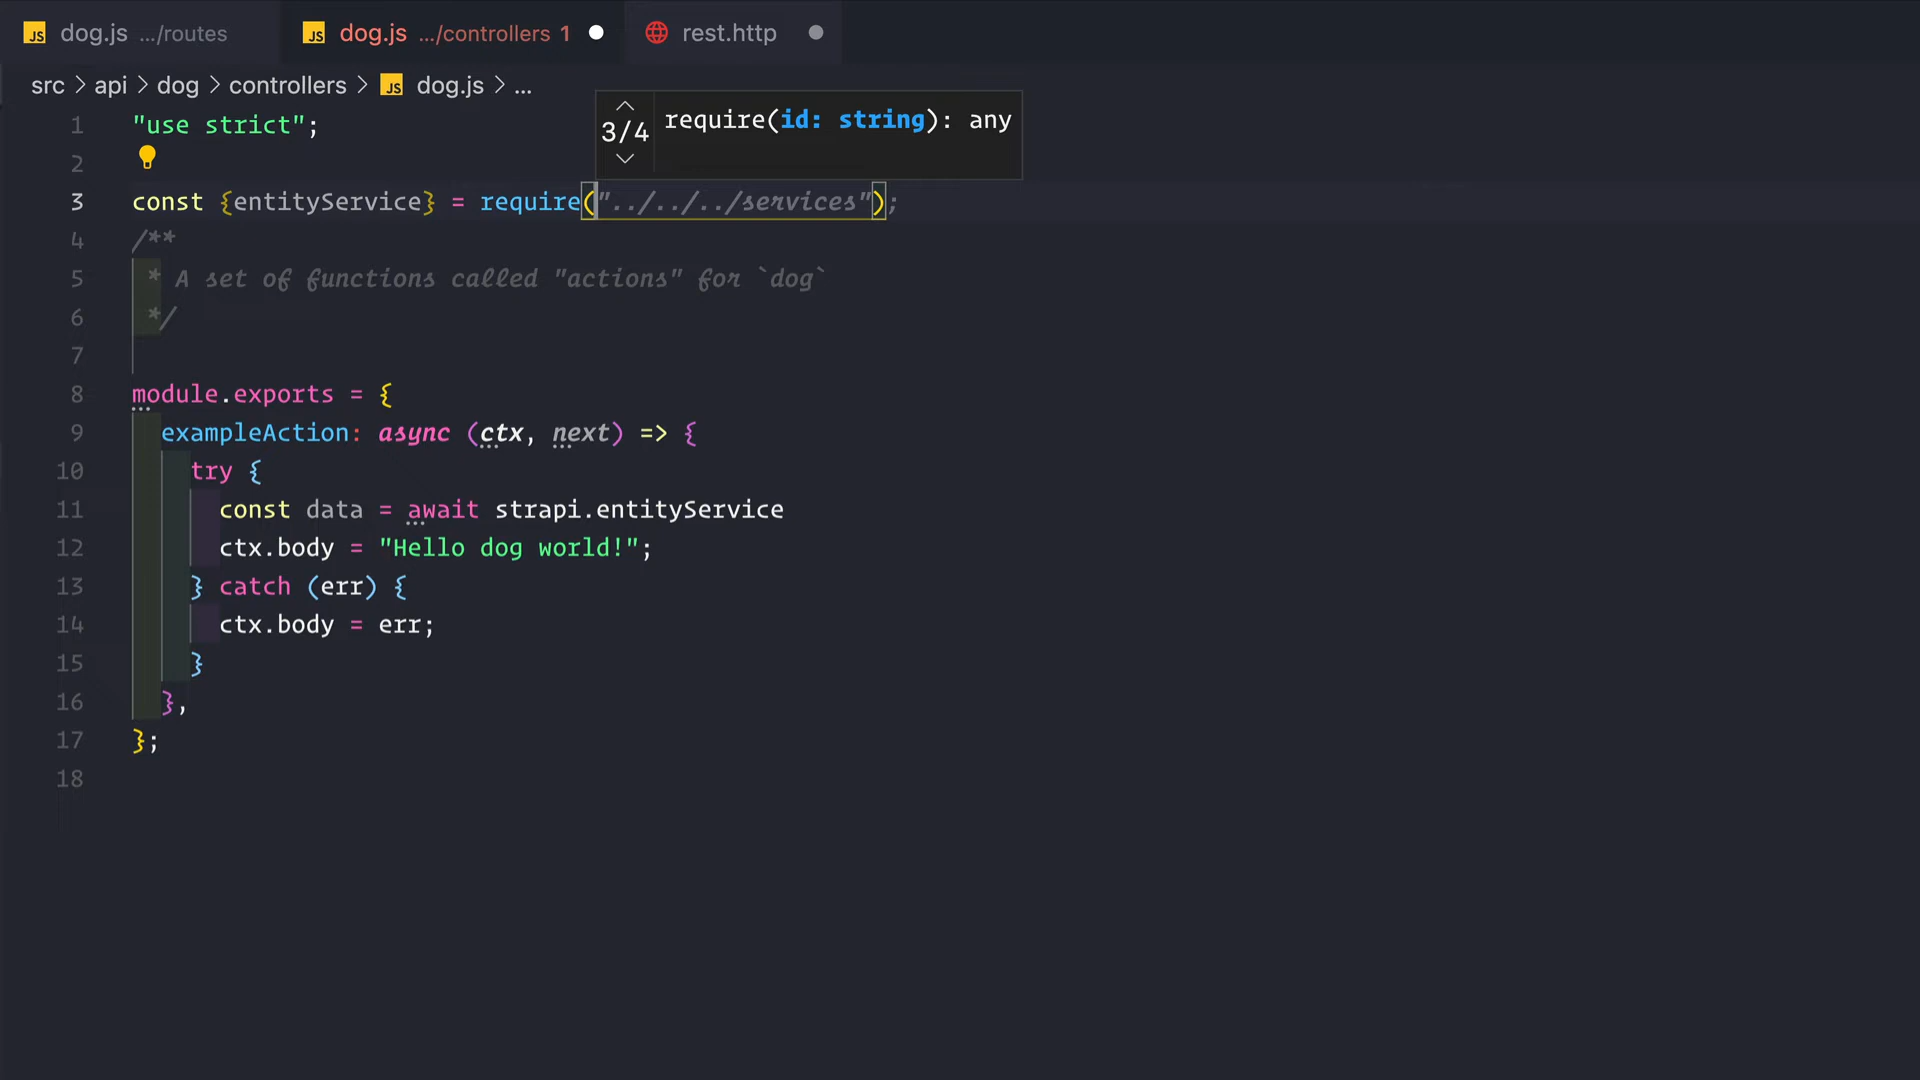 JS dog.js .../routes JS dog.js .../controllers 1 rest.http
src > api > dog > controllers > JS dog.js > ...
3/4 require(id: string): any
1 "use strict";
2
3 const {entityService} = require("../../../services");
4 /**
5 * A set of functions called "actions" for `dog`
6 */
7
8 module.exports = {
9 exampleAction: async (ctx, next) => {
10 try {
11 const data = await strapi.entityService
12 ctx.body = "Hello dog world!";
13 } catch (err) {
14 ctx.body = err;
15 }
16 },
17 };
18